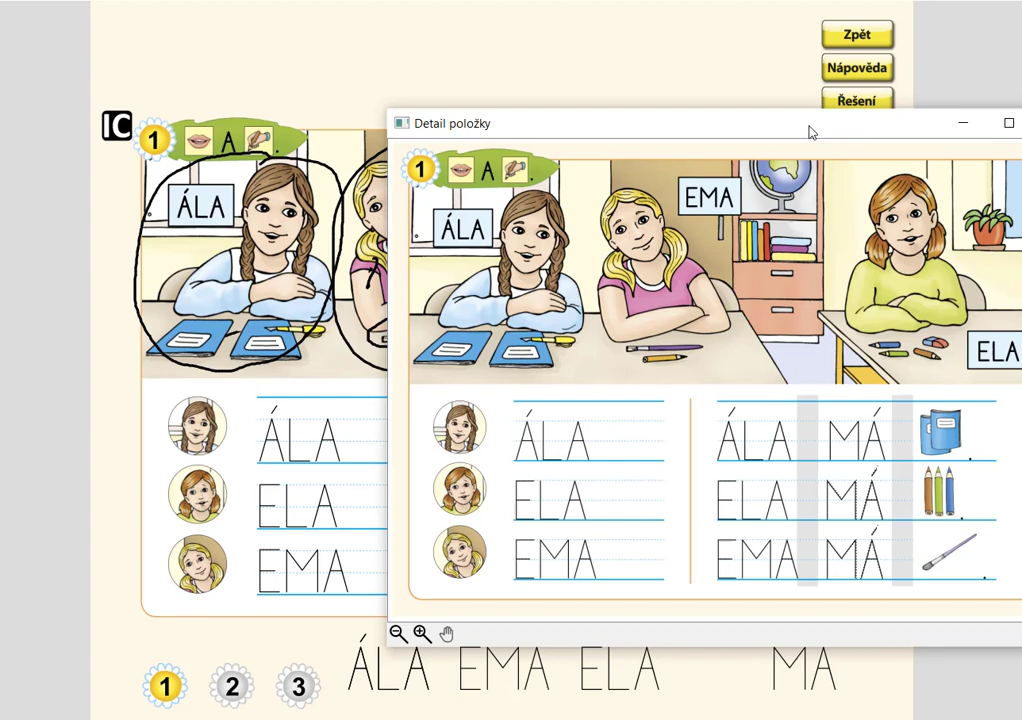 Zpět
Nápověda
Řešení
Detail položky
IC
1 A .
ÁLA
1 A .
ÁLA
EMA
ELA
ÁLA
ELA
EMA
ÁLA
ELA
EMA
ÁLA MÁ .
ELA MÁ .
EMA MÁ .
1 2 3
ÁLA EMA ELA MA